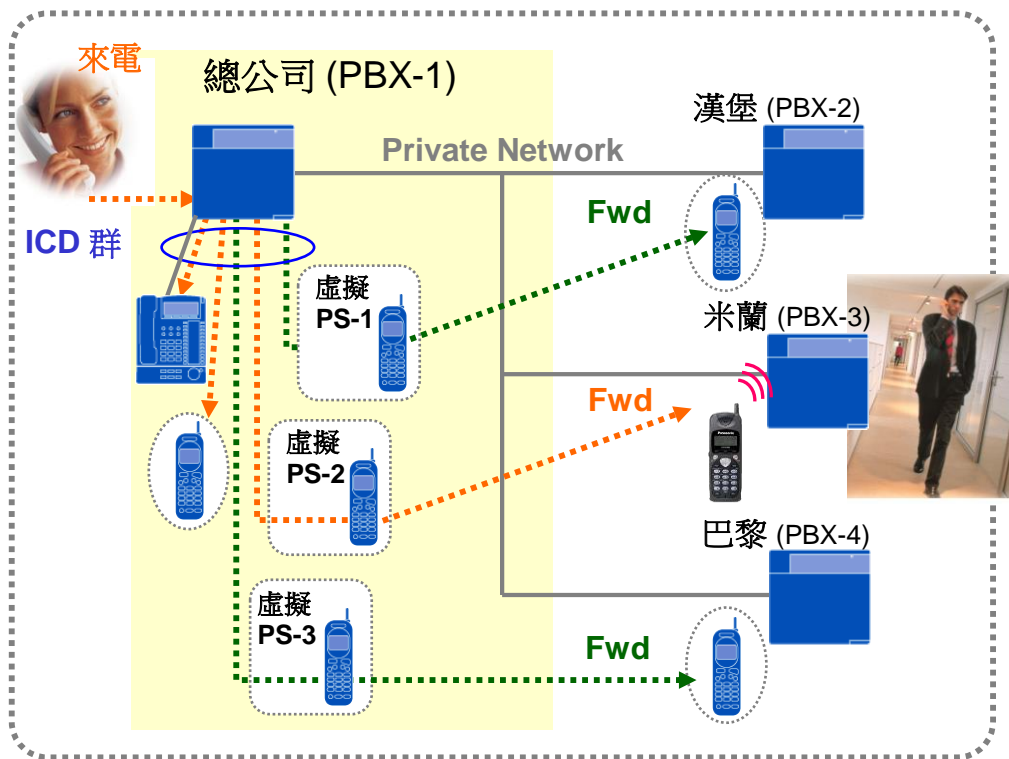 來電
總公司 (PBX-1)
漢堡 (PBX-2)
Private Network
Fwd
ICD 群
虛擬
PS-1
米蘭 (PBX-3)
Fwd
虛擬
PS-2
巴黎 (PBX-4)
虛擬
PS-3
Fwd